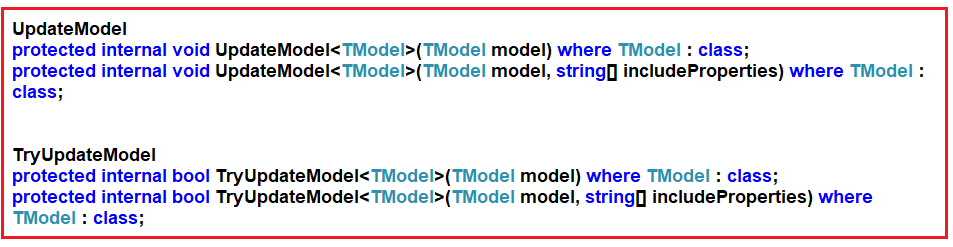 UpdateModel
protected internal void UpdateModel<TModel>(TModel model) where TModel : class;
protected internal void UpdateModel<TModel>(TModel model, string[] includeProperties) where TModel :
class;
TryUpdateModel
protected internal bool TryUpdateModel<TModel>(TModel model) where TModel : class;
protected internal bool TryUpdateModel<TModel>(TModel model, string[] includeProperties) where
TModel : class;